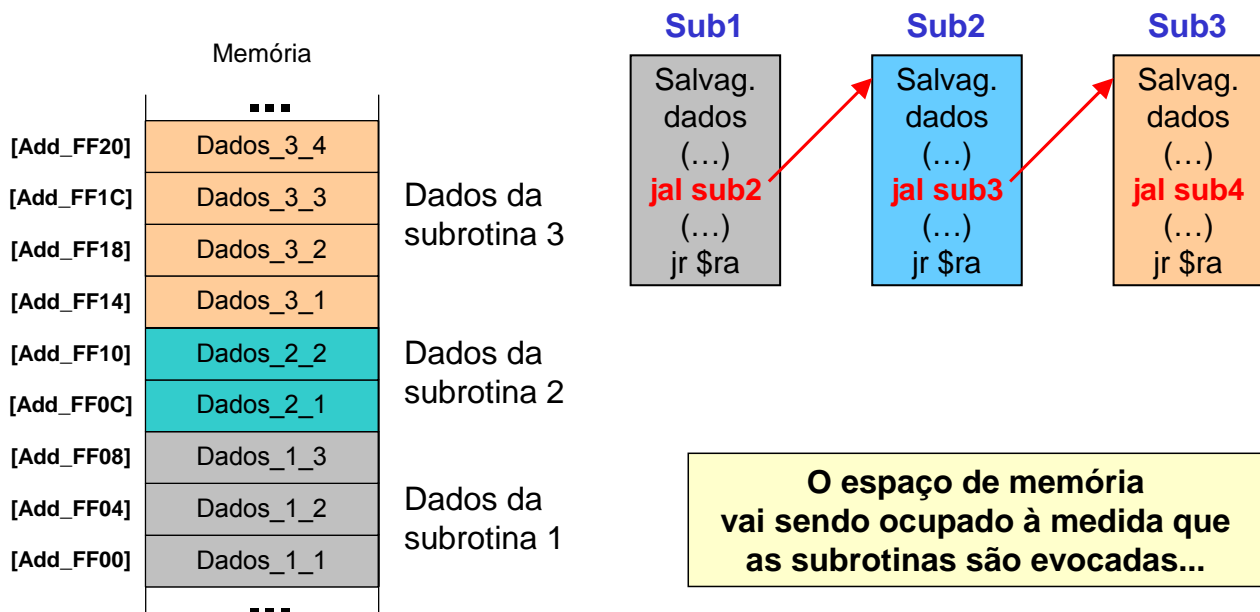 Memória
...
[Add_FF20] Dados_3_4
[Add_FF1C] Dados_3_3
[Add_FF18] Dados_3_2
[Add_FF14] Dados_3_1
[Add_FF10] Dados_2_2
[Add_FF0C] Dados_2_1
[Add_FF08] Dados_1_3
[Add_FF04] Dados_1_2
[Add_FF00] Dados_1_1
...
Dados da
subrotina 3
Dados da
subrotina 2
Dados da
subrotina 1
Sub1
Salvag.
dados
(…)
jal sub2
(…)
jr $ra
Sub2
Salvag.
dados
(…)
jal sub3
(…)
jr $ra
Sub3
Salvag.
dados
(…)
jal sub4
(…)
jr $ra
O espaço de memória
vai sendo ocupado à medida que
as subrotinas são evocadas...